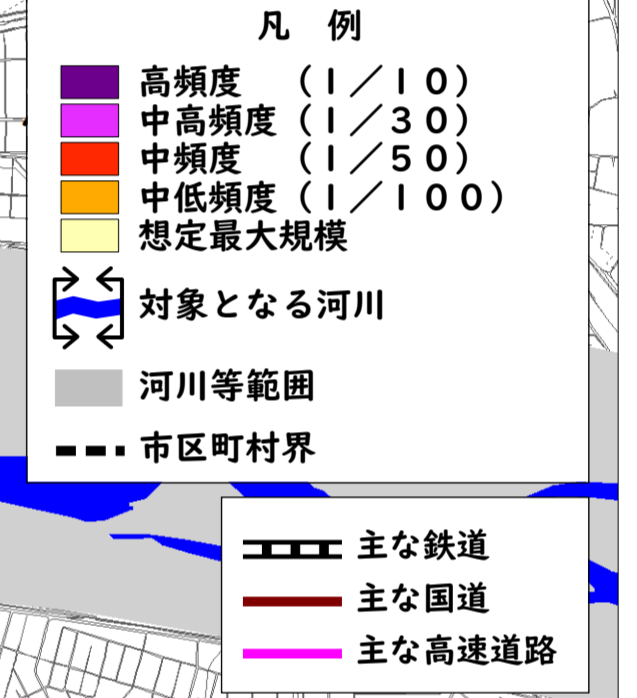 凡　例
高頻度　（１／１０）
中高頻度（１／３０）
中頻度　（１／５０）
中低頻度（１／１００）
想定最大規模
対象となる河川
河川等範囲
市区町村界
主な鉄道
主な国道
主な高速道路